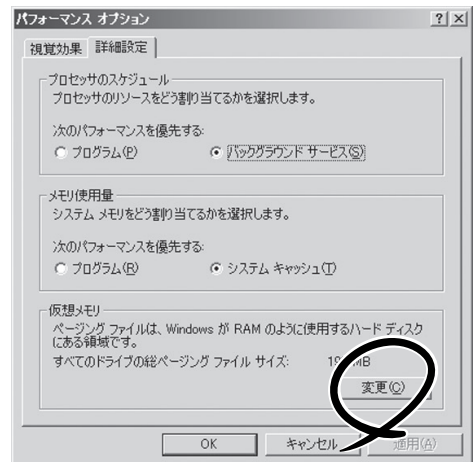 パフォーマンス オプション
視覚効果 詳細設定
プロセッサのスケジュール
プロセッサのリソースをどう割り当てるかを選択します。
次のパフォーマンスを優先する:
プログラム(P) バックグラウンド サービス(S)
メモリ使用量
システム メモリをどう割り当てるかを選択します。
次のパフォーマンスを優先する:
プログラム(R) システム キャッシュ(T)
仮想メモリ
ページング ファイルは、Windows が RAM のように使用するハード ディスク
にある領域です。
すべてのドライブの総ページング ファイル サイズ: MB
変更(C)
OK キャンセル 適用(A)